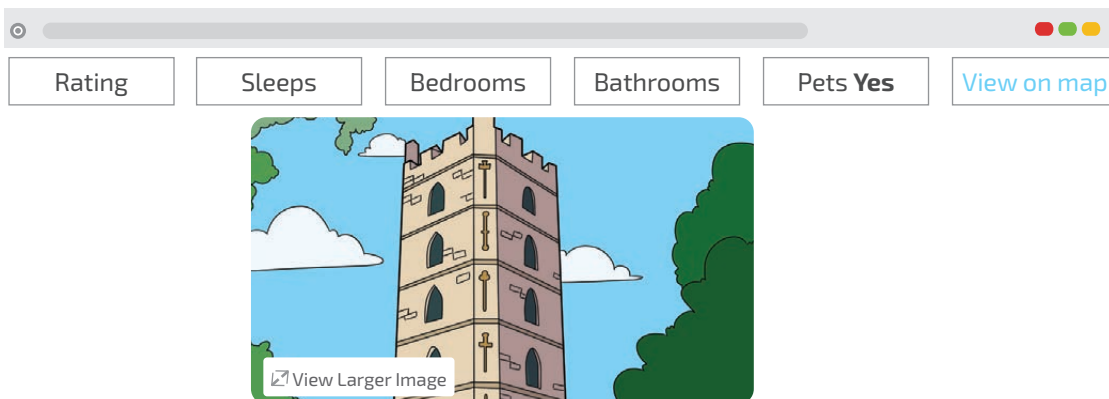 Rating Sleeps Bedrooms Bathrooms Pets Yes View on map
View Larger Image